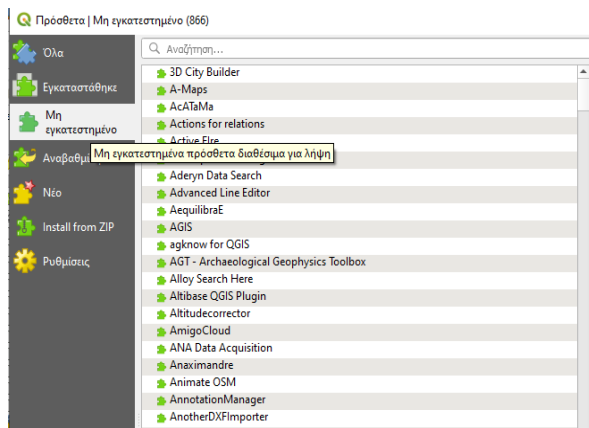 Πρόσθετα | Μη εγκατεστημένο (866)
Όλα
Εγκαταστάθηκε
Μη
εγκατεστημένο
Αναβαθμί
Νέο
Install from ZIP
Ρυθμίσεις
Αναζήτηση...
3D City Builder
A-Maps
AcATaMa
Actions for relations
Active Fire
Μη εγκατεστημένα πρόσθετα διαθέσιμα για λήψη
Aderyn Data Search
Advanced Line Editor
AequilibraE
AGIS
agknow for QGIS
AGT - Archaeological Geophysics Toolbox
Alloy Search Here
Altibase QGIS Plugin
Altitudecorrector
AmigoCloud
ANA Data Acquisition
Anaximandre
Animate OSM
AnnotationManager
AnotherDXFImporter